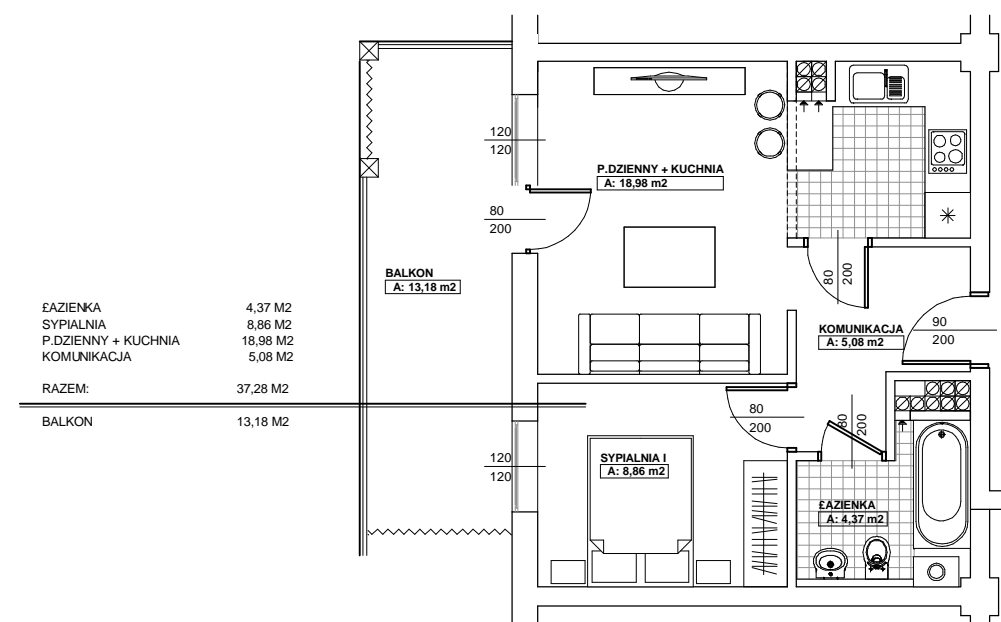 120
120
P.DZIENNY + KUCHNIA
A: 18,98 m2
80
200
80
200
BALKON
A: 13,18 m2
£AZIENKA 4,37 M2
SYPIALNIA 8,86 M2
P.DZIENNY + KUCHNIA 18,98 M2
KOMUNIKACJA 5,08 M2
RAZEM: 37,28 M2
BALKON 13,18 M2
KOMUNIKACJA
A: 5,08 m2
90
200
80
200
80
200
120
120
SYPIALNIA I
A: 8,86 m2
£AZIENKA
A: 4,37 m2